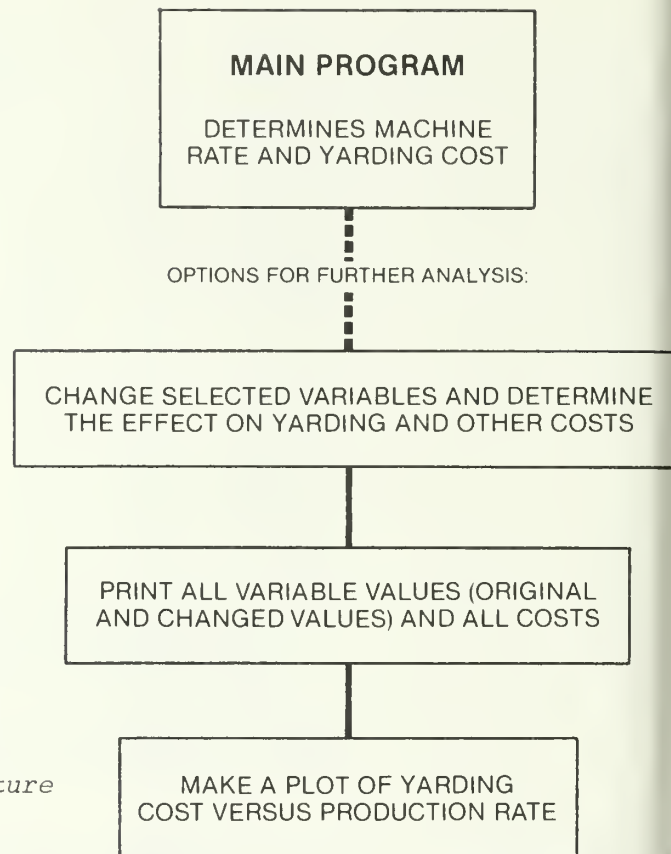 MAIN PROGRAM
DETERMINES MACHINE
RATE AND YARDING COST
OPTIONS FOR FURTHER ANALYSIS:
CHANGE SELECTED VARIABLES AND DETERMINE
THE EFFECT ON YARDING AND OTHER COSTS
PRINT ALL VARIABLE VALUES (ORIGINAL
AND CHANGED VALUES) AND ALL COSTS
MAKE A PLOT OF YARDING
COST VERSUS PRODUCTION RATE